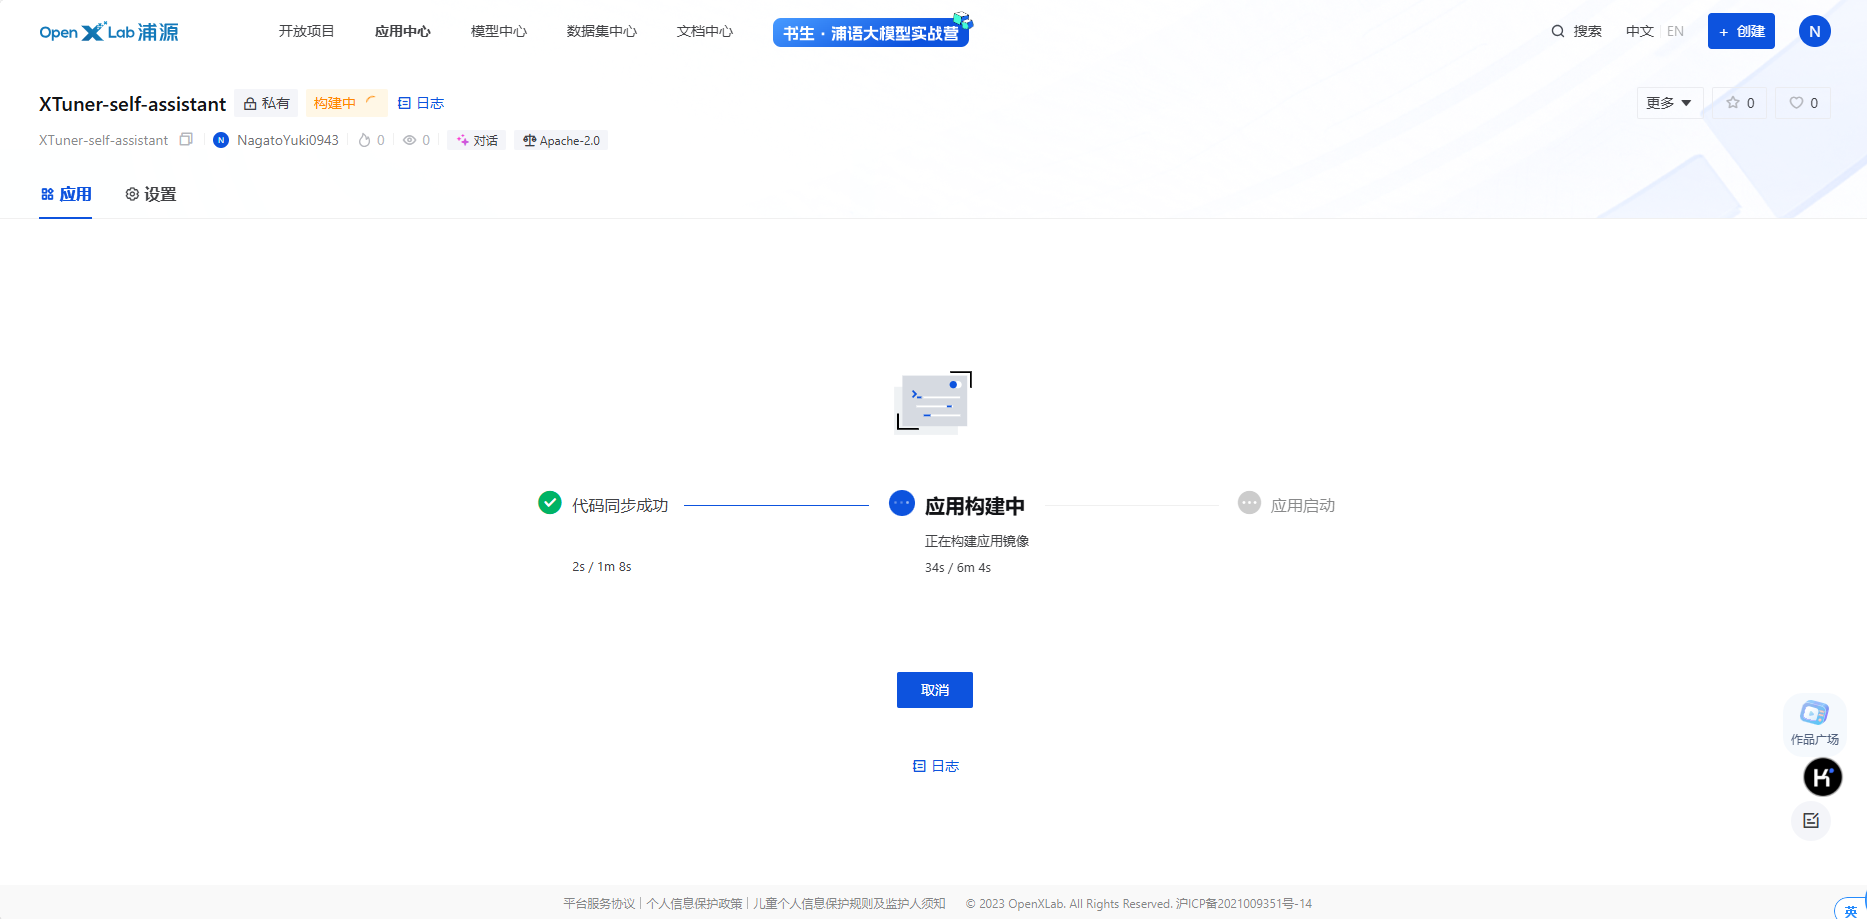 Open X Lab 浦源 开放项目 应用中心 模型中心 数据集中心 文档中心 书生·浦语大模型实战营 搜索 中文 EN + 创建 N
XTuner-self-assistant 私有 构建中 日志 更多 0 0
XTuner-self-assistant N NagatoYuki0943 0 0 对话 Apache-2.0
应用 设置
代码同步成功 应用构建中 应用启动
正在构建应用镜像
2s / 1m 8s 34s / 6m 4s
取消
作品广场
日志
K
平台服务协议 | 个人信息保护政策 | 儿童个人信息保护规则及监护人须知 © 2023 OpenXLab. All Rights Reserved. 沪ICP备2021009351号-14
英